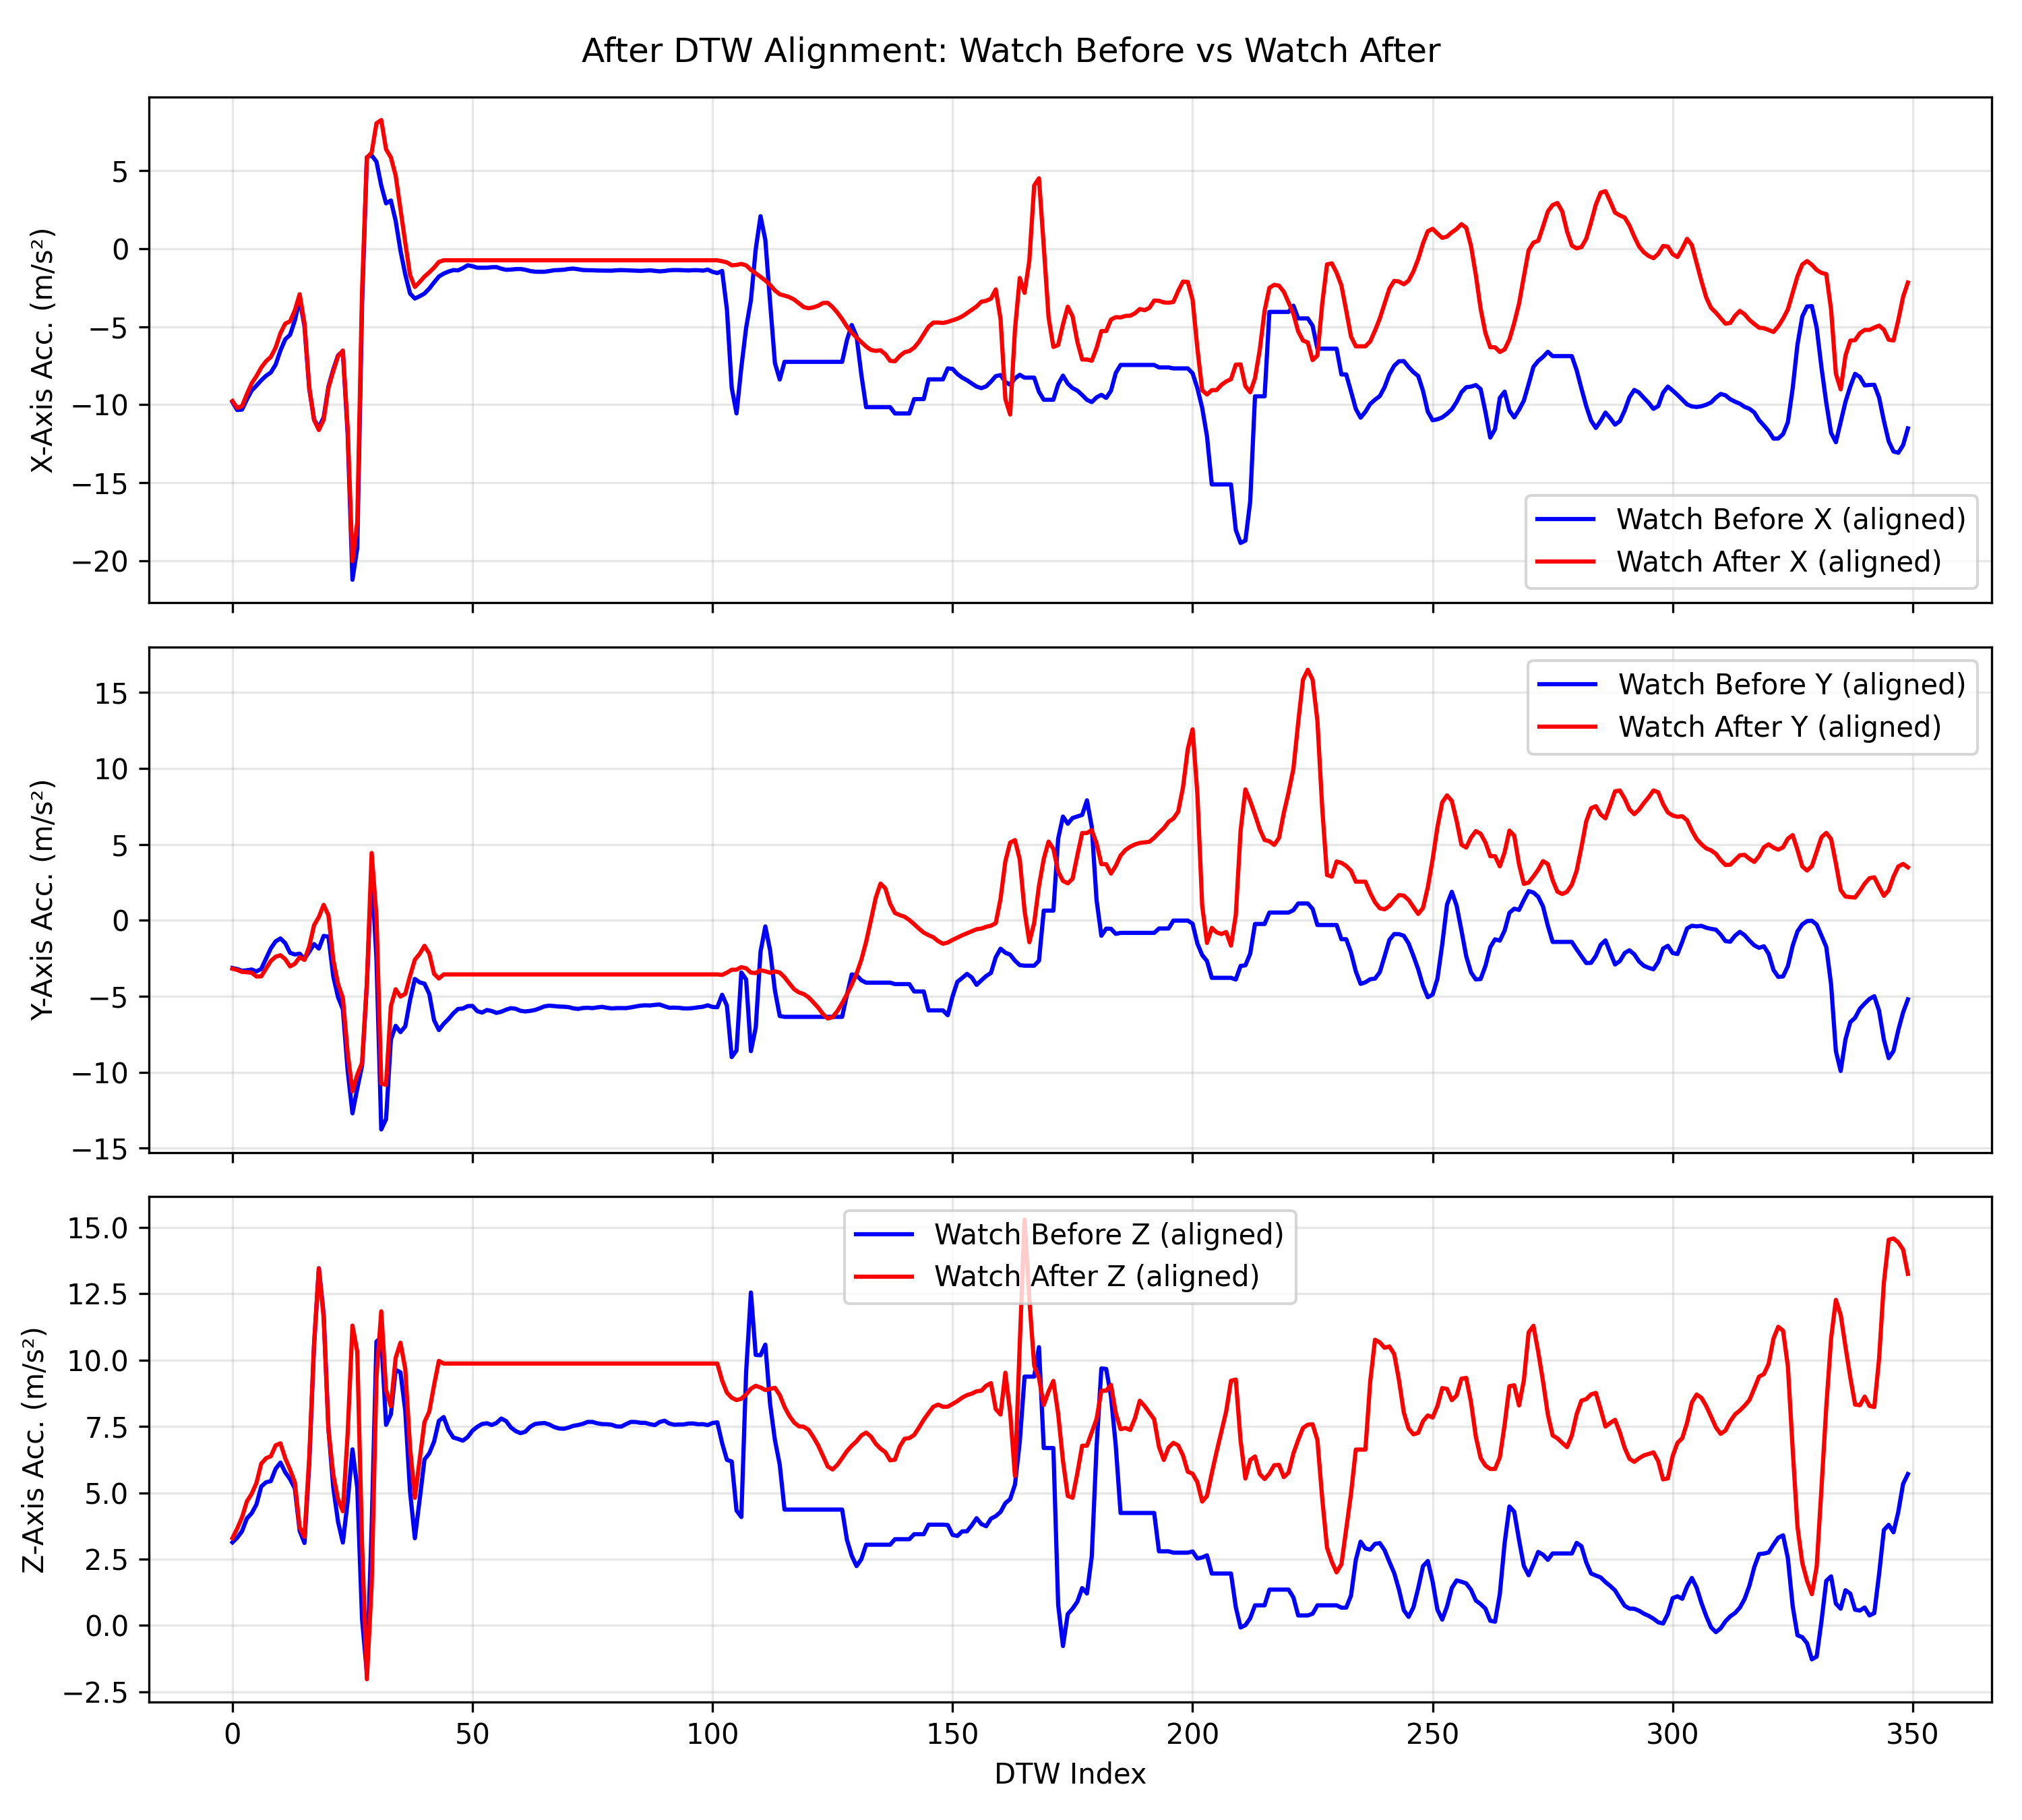 After DTW Alignment: Watch Before vs Watch After
X-Axis Acc. (m/s²)
5
0
−5
−10
−15
−20
Watch Before X (aligned)
Watch After X (aligned)
Y-Axis Acc. (m/s²)
15
10
5
0
−5
−10
−15
Watch Before Y (aligned)
Watch After Y (aligned)
Z-Axis Acc. (m/s²)
15.0
12.5
10.0
7.5
5.0
2.5
0.0
−2.5
Watch Before Z (aligned)
Watch After Z (aligned)
0 50 100 150 200 250 300 350
DTW Index